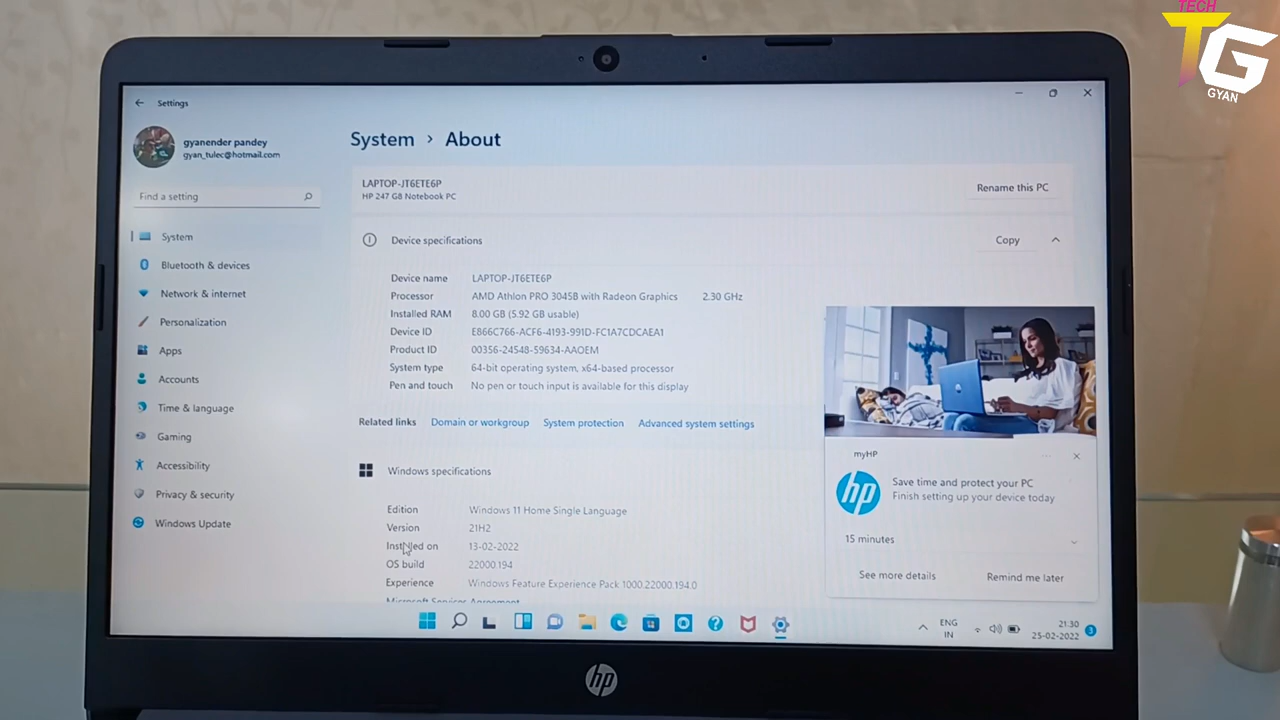 TECH
TG
GYAN
Settings
gyanender pandey
gyan_tulec@hotmail.com
Find a setting
System
Bluetooth & devices
Network & internet
Personalization
Apps
Accounts
Time & language
Gaming
Accessibility
Privacy & security
Windows Update
System > About
LAPTOP-JT6ETE6P
HP 247 G8 Notebook PC
Rename this PC
Device specifications
Copy
Device name LAPTOP-JT6ETE6P
Processor AMD Athlon PRO 3045B with Radeon Graphics 2.30 GHz
Installed RAM 8.00 GB (5.92 GB usable)
Device ID E866C766-ACF6-4193-991D-FC1A7CDCAEA1
Product ID 00356-24548-59634-AAOEM
System type 64-bit operating system, x64-based processor
Pen and touch No pen or touch input is available for this display
Related links Domain or workgroup System protection Advanced system settings
Windows specifications
Edition Windows 11 Home Single Language
Version 21H2
Installed on 13-02-2022
OS build 22000.194
Experience Windows Feature Experience Pack 1000.22000.194.0
Microsoft Services Agreement
myHP
hp
Save time and protect your PC
Finish setting up your device today
15 minutes
See more details
Remind me later
ENG
IN
21:30
25-02-2022
3
hp